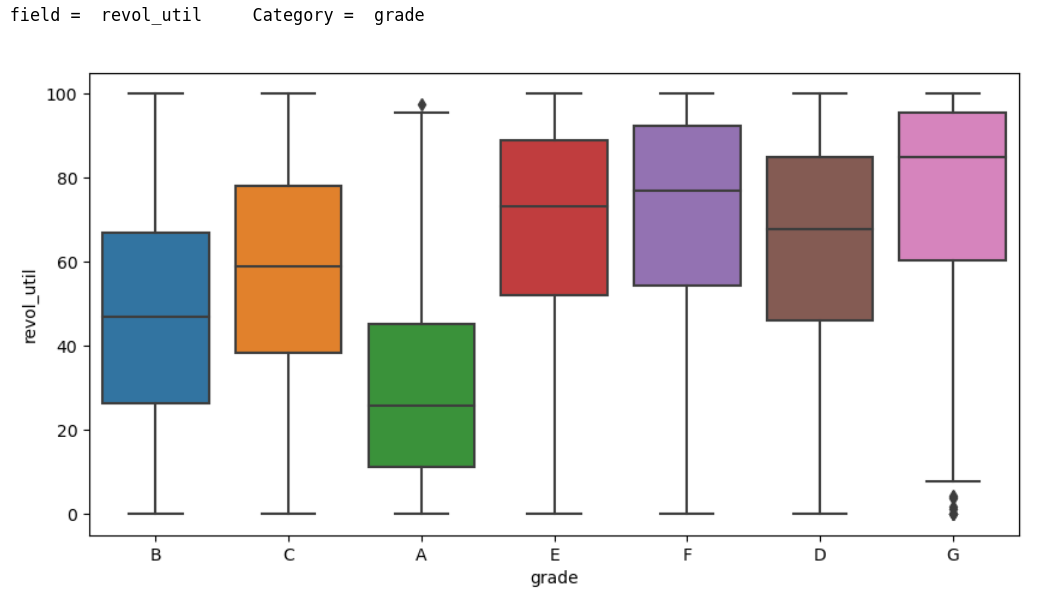 field =  revol_util     Category =  grade
100
80
60
40
20
0
revol_util
B C A E F D G
grade